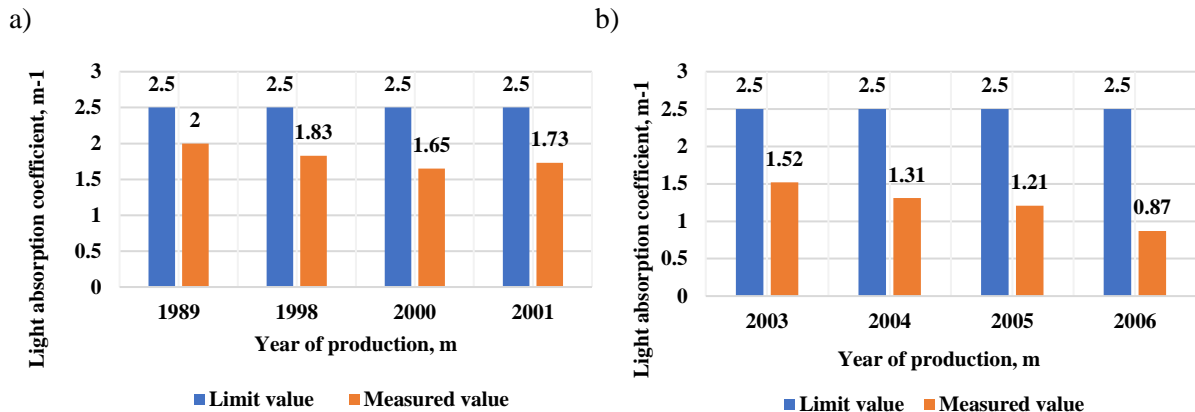 a)
Light absorption coefficient, m-1
3
2.5
2
1.5
1
0.5
0
2.5 2.5 2.5 2.5
2 1.83 1.65 1.73
1989 1998 2000 2001
Year of production, m
Limit value Measured value
b)
Light absorption coefficient, m-1
3
2.5
2
1.5
1
0.5
0
2.5 2.5 2.5 2.5
1.52 1.31 1.21 0.87
2003 2004 2005 2006
Year of production, m
Limit value Measured value